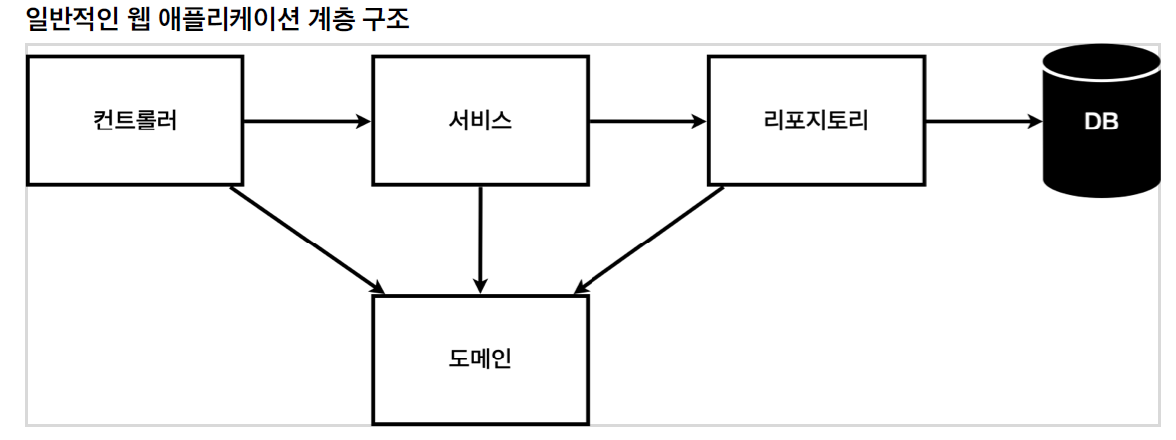 일반적인 웹 애플리케이션 계층 구조
컨트롤러
서비스
리포지토리
DB
도메인